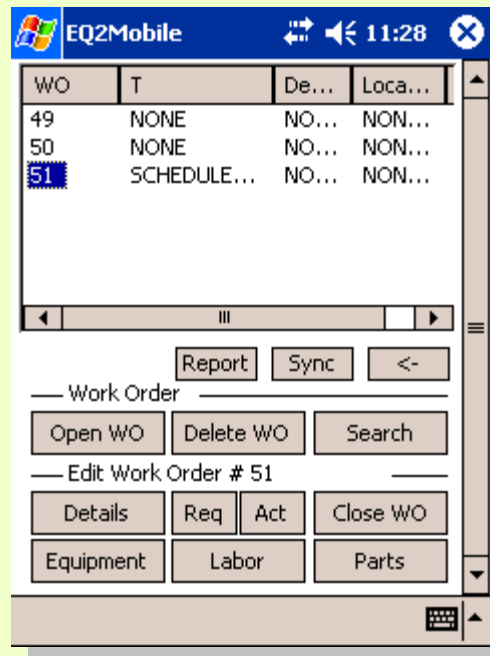 EQ2Mobile 11:28
WO T De... Loca...
49 NONE NO... NON...
50 NONE NO... NON...
51 SCHEDULE... NO... NON...
Report Sync <-
Work Order
Open WO Delete WO Search
Edit Work Order # 51
Details Req Act Close WO
Equipment Labor Parts